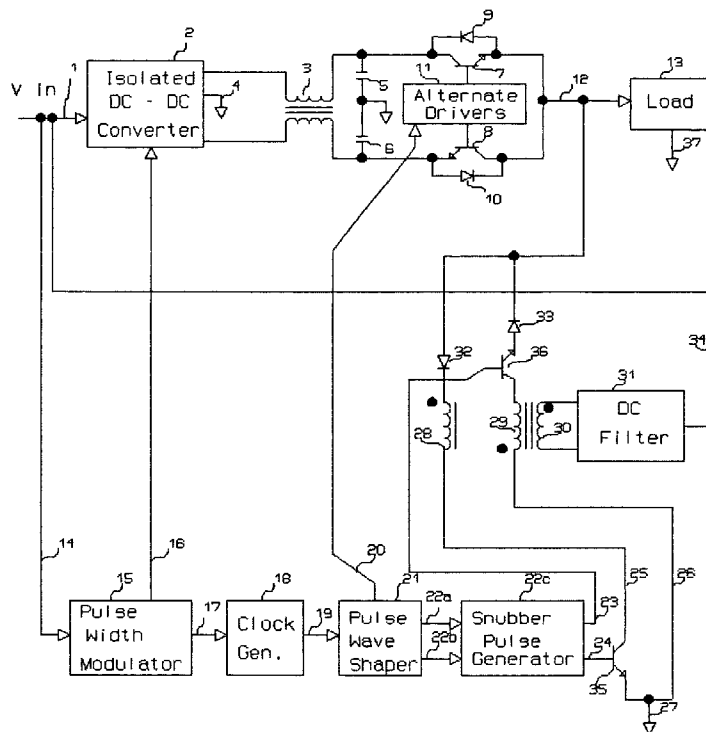 9
2
1
3
13
V in
Isolated
DC - DC
Converter
4
5
11
7
12
Alternate
Drivers
Load
6
8
37
10
33
32
36
34
31
DC
Filter
28
29
30
14
16
20
25
26
15
18
21
22c
Pulse
Width
Modulator
17
Clock
Gen.
19
Pulse
Wave
Shaper
22a
22b
Snubber
Pulse
Generator
23
24
35
27